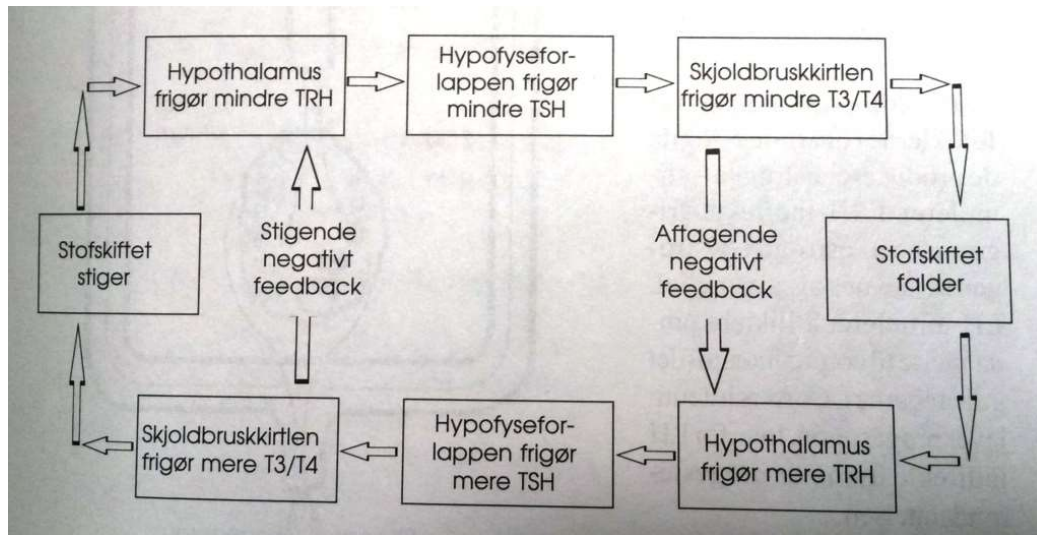 Hypothalamus
frigør mindre TRH
Hypofysefor-
lappen frigør
mindre TSH
Skjoldbruskkirtlen
frigør mindre T3/T4
Stofskiftet
stiger
Stigende
negativt
feedback
Aftagende
negativt
feedback
Stofskiftet
falder
Skjoldbruskkirtlen
frigør mere T3/T4
Hypofysefor-
lappen frigør
mere TSH
Hypothalamus
frigør mere TRH